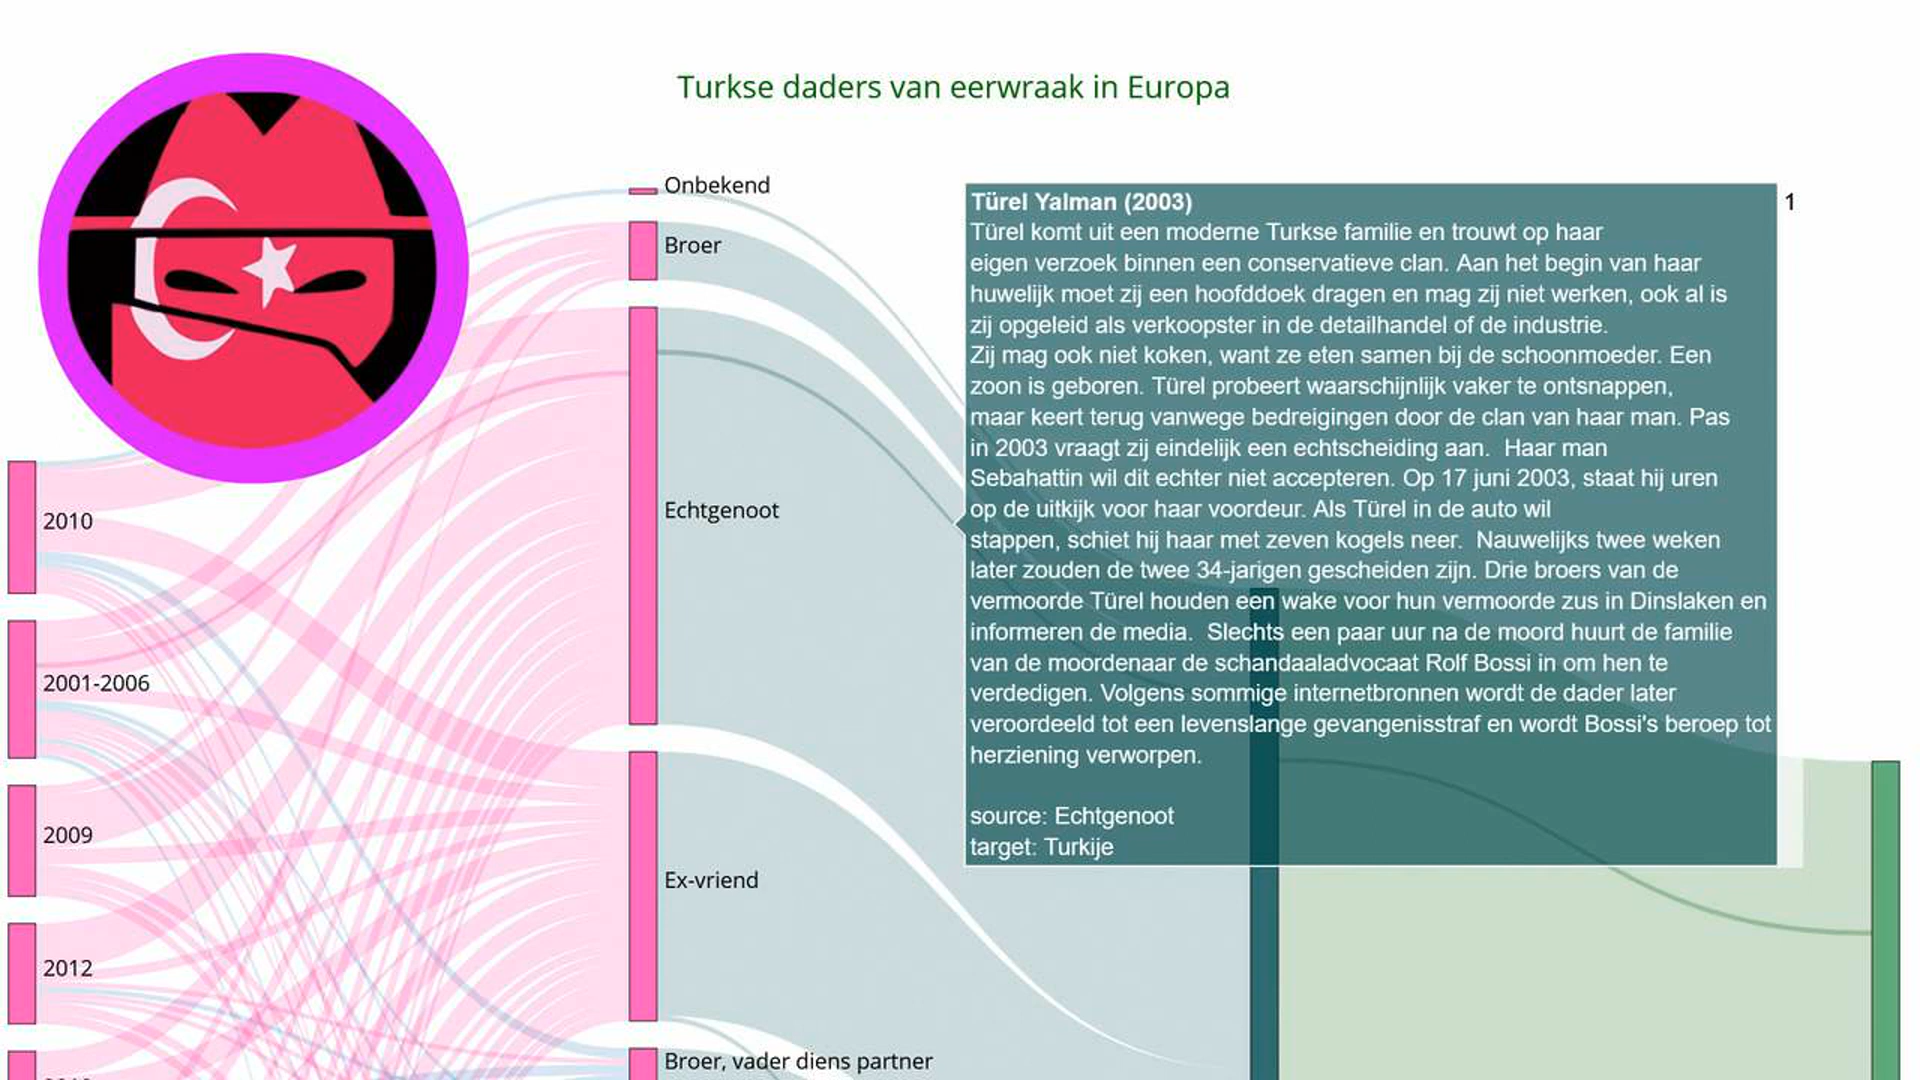 Turkse daders van eerwraak in Europa
Onbekend
Broer
Echtgenoot
Ex-vriend
Broer, vader diens partner
2010
2001-2006
2009
2012
Türel Yalman (2003)
1
Türel komt uit een moderne Turkse familie en trouwt op haar
eigen verzoek binnen een conservatieve clan. Aan het begin van haar
huwelijk moet zij een hoofddoek dragen en mag zij niet werken, ook al is
zij opgeleid als verkoopster in de detailhandel of de industrie.
Zij mag ook niet koken, want ze eten samen bij de schoonmoeder. Een
zoon is geboren. Türel probeert waarschijnlijk vaker te ontsnappen,
maar keert terug vanwege bedreigingen door de clan van haar man. Pas
in 2003 vraagt zij eindelijk een echtscheiding aan.  Haar man
Sebahattin wil dit echter niet accepteren. Op 17 juni 2003, staat hij uren
op de uitkijk voor haar voordeur. Als Türel in de auto wil
stappen, schiet hij haar met zeven kogels neer.  Nauwelijks twee weken
later zouden de twee 34-jarigen gescheiden zijn. Drie broers van de
vermoorde Türel houden een wake voor hun vermoorde zus in Dinslaken en
informeren de media.  Slechts een paar uur na de moord huurt de familie
van de moordenaar de schandaaladvocaat Rolf Bossi in om hen te
verdedigen. Volgens sommige internetbronnen wordt de dader later
veroordeeld tot een levenslange gevangenisstraf en wordt Bossi's beroep tot
herziening verworpen.
source: Echtgenoot
target: Turkije